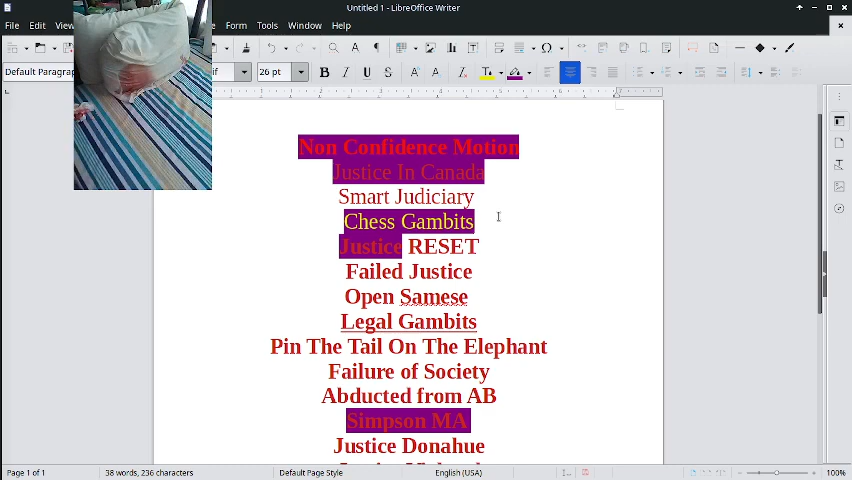 Untitled 1 - LibreOffice Writer
File Edit Form Tools Window Help
26 pt
Non Confidence Motion
Justice In Canada
Smart Judiciary
Chess Gambits
Justice RESET
Failed Justice
Open Samese
Legal Gambits
Pin The Tail On The Elephant
Failure of Society
Abducted from AB
Simpson MA
Justice Donahue
Page 1 of 1 38 words, 236 characters Default Page Style English (USA) 100%